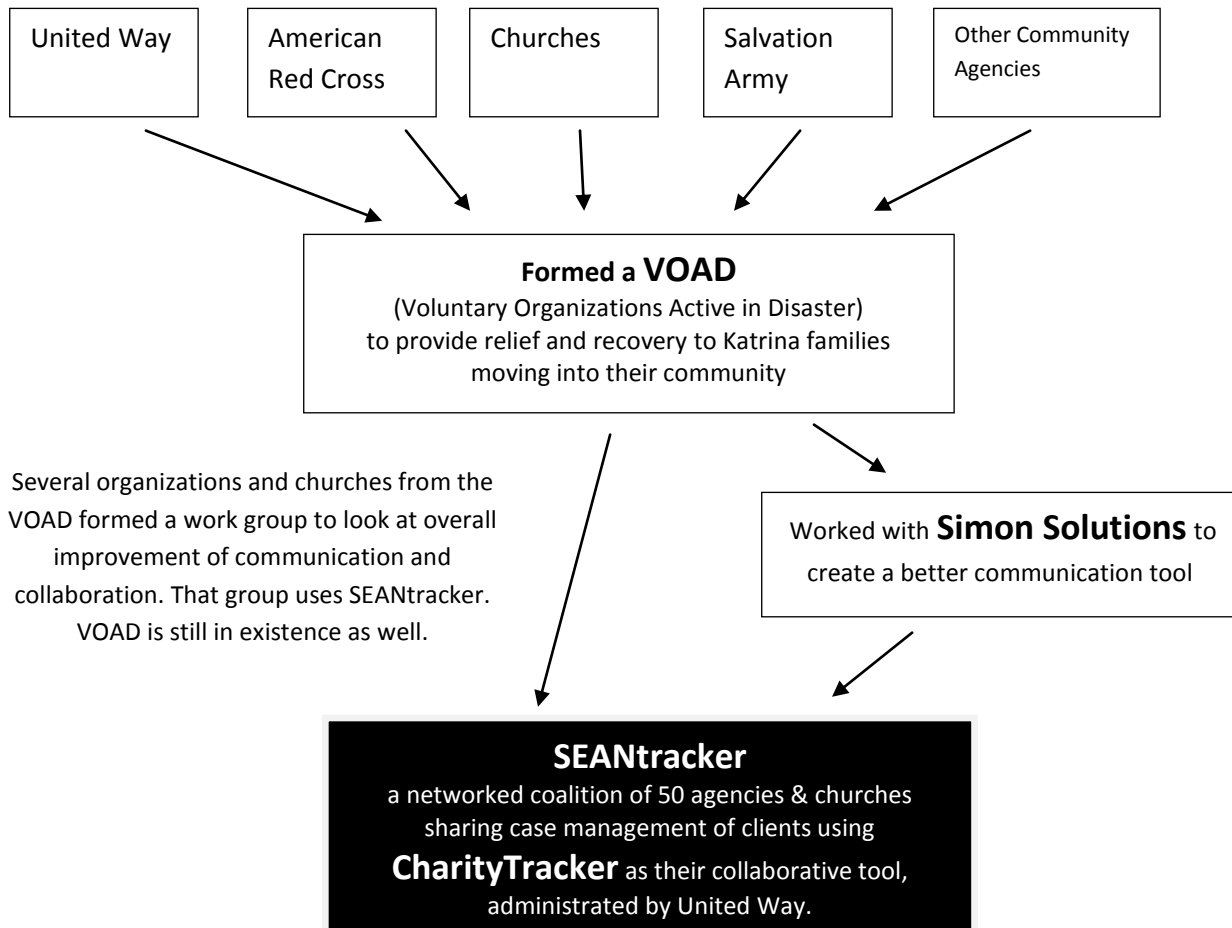 United Way
American
Red Cross
Churches
Salvation
Army
Other Community
Agencies
Formed a VOAD
(Voluntary Organizations Active in Disaster)
to provide relief and recovery to Katrina families
moving into their community
Several organizations and churches from the
VOAD formed a work group to look at overall
improvement of communication and
collaboration. That group uses SEANtracker.
VOAD is still in existence as well.
Worked with Simon Solutions to
create a better communication tool
SEANtracker
a networked coalition of 50 agencies & churches
sharing case management of clients using
CharityTracker as their collaborative tool,
administrated by United Way.